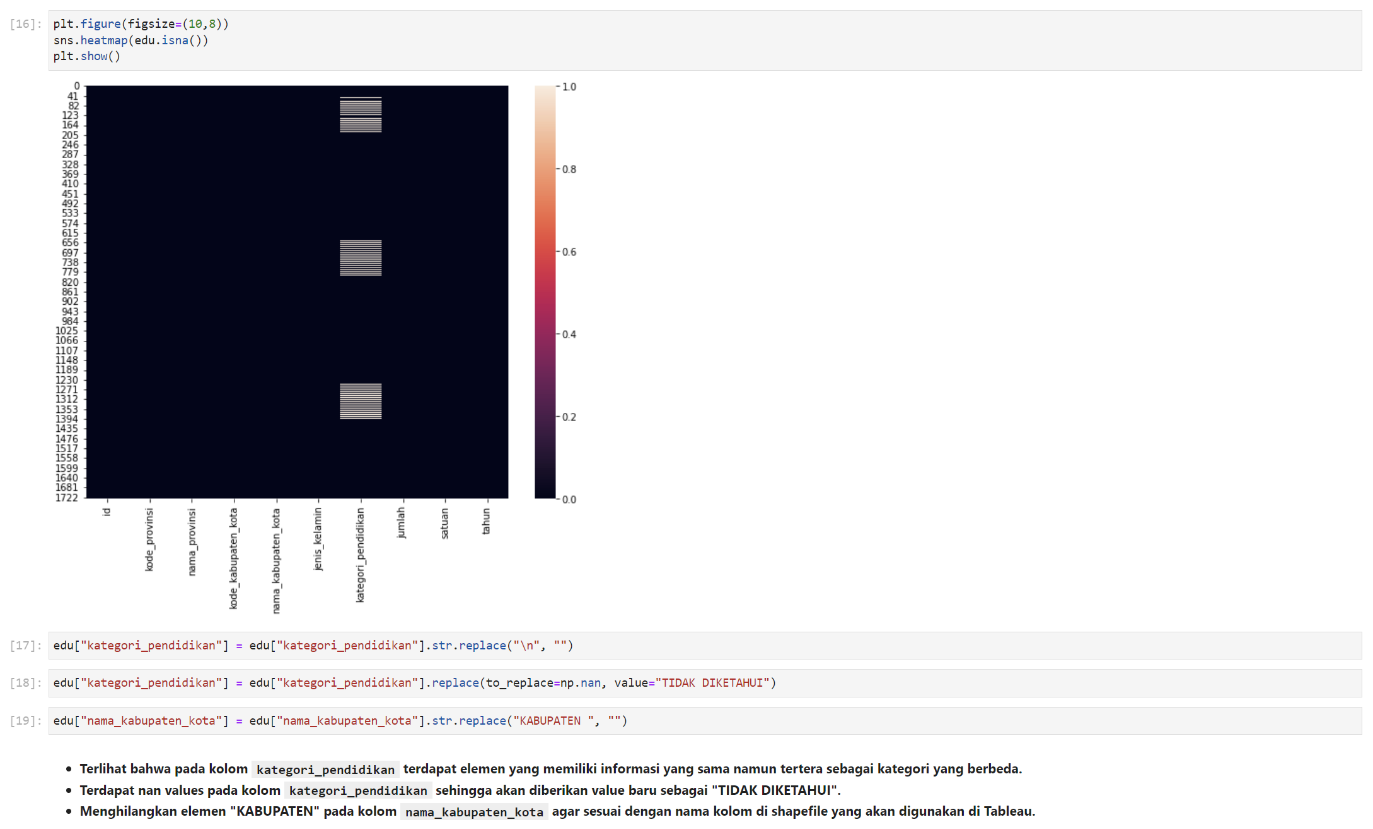 [16]: plt.figure(figsize=(10,8))
sns.heatmap(edu.isna())
plt.show()
0
41
82
123
164
205
246
287
328
369
410
451
492
533
574
615
656
697
738
779
820
861
902
943
984
1025
1066
1107
1148
1189
1230
1271
1312
1353
1394
1435
1476
1517
1558
1599
1640
1681
1722
1.0
0.8
0.6
0.4
0.2
0.0
id
kode_provinsi
nama_provinsi
kode_kabupaten_kota
nama_kabupaten_kota
jenis_kelamin
kategori_pendidikan
jumlah
satuan
tahun
[17]: edu["kategori_pendidikan"] = edu["kategori_pendidikan"].str.replace("\n", "")
[18]: edu["kategori_pendidikan"] = edu["kategori_pendidikan"].replace(to_replace=np.nan, value="TIDAK DIKETAHUI")
[19]: edu["nama_kabupaten_kota"] = edu["nama_kabupaten_kota"].str.replace("KABUPATEN ", "")
• Terlihat bahwa pada kolom kategori_pendidikan terdapat elemen yang memiliki informasi yang sama namun tertera sebagai kategori yang berbeda.
• Terdapat nan values pada kolom kategori_pendidikan sehingga akan diberikan value baru sebagai "TIDAK DIKETAHUI".
• Menghilangkan elemen "KABUPATEN" pada kolom nama_kabupaten_kota agar sesuai dengan nama kolom di shapefile yang akan digunakan di Tableau.